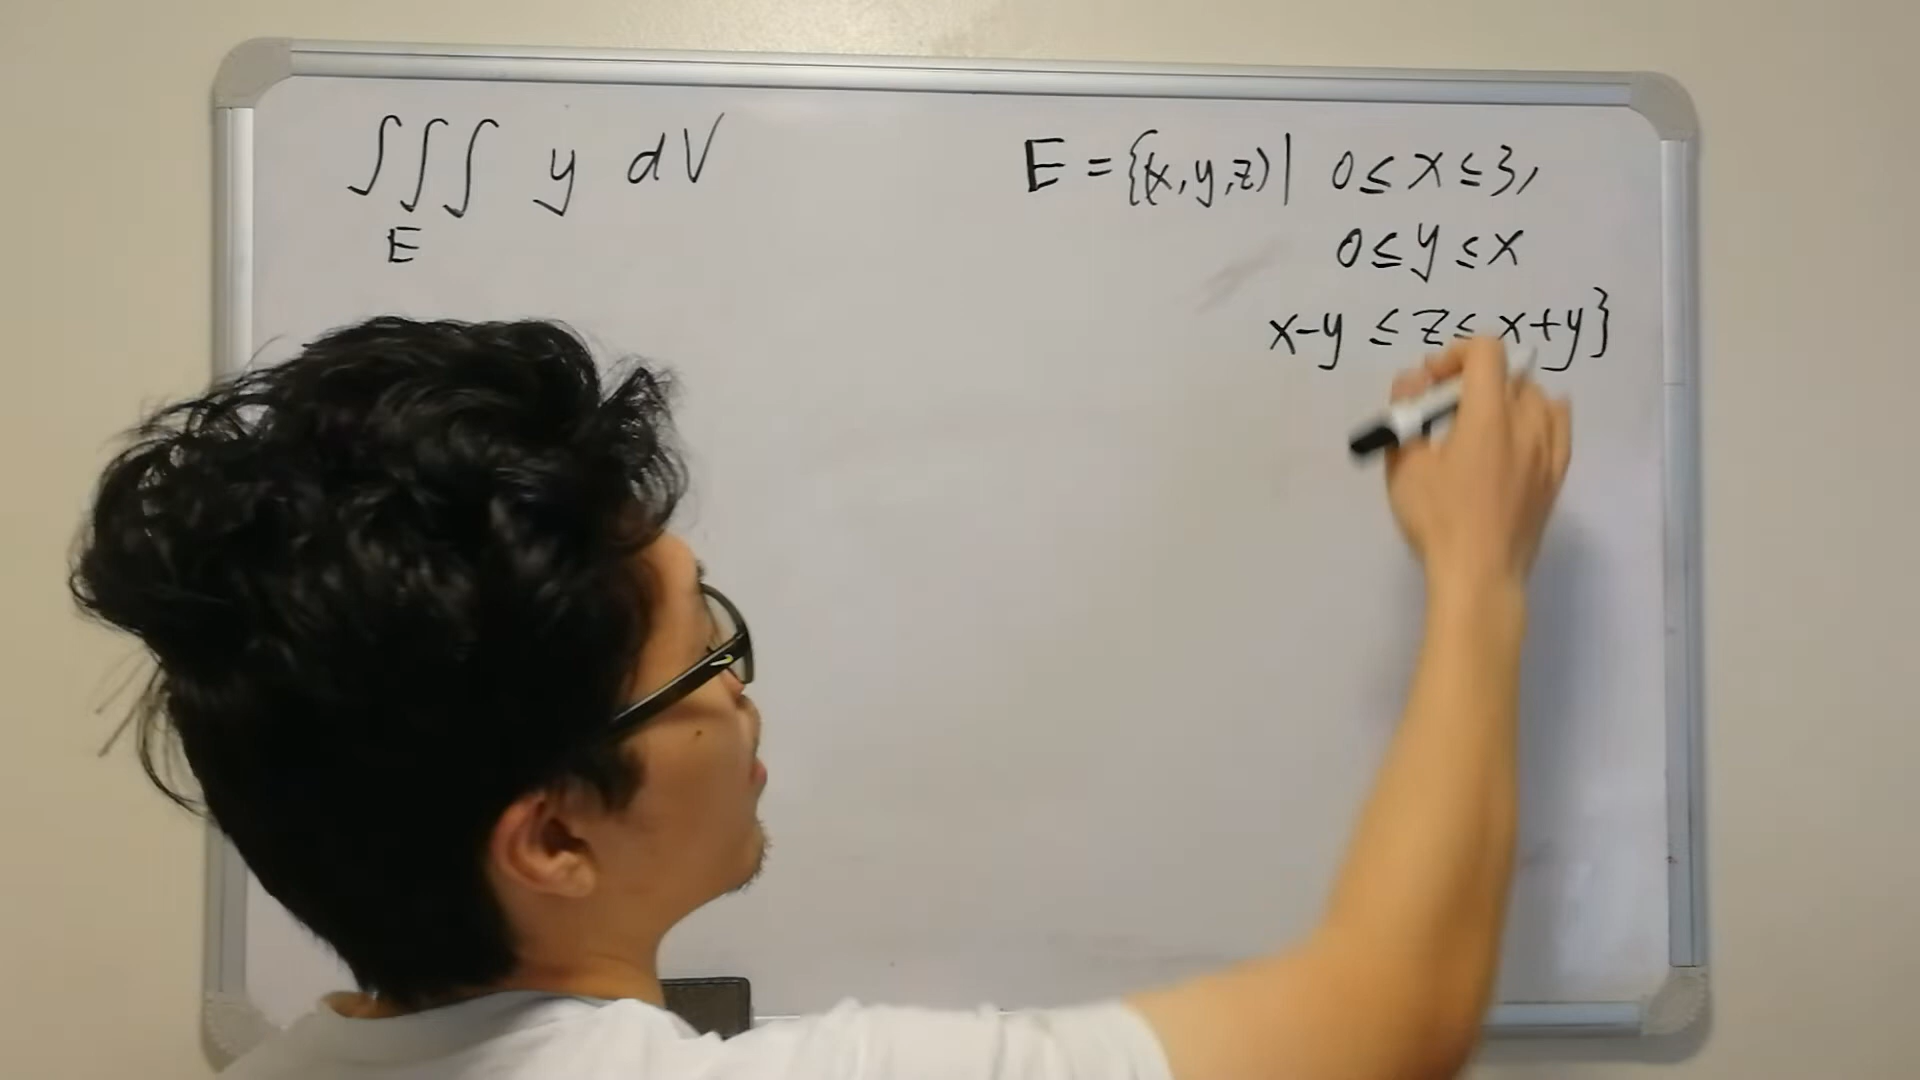 ∫∫∫ y dV
E
E = {(x,y,z) | 0 ≤ x ≤ 3,
0 ≤ y ≤ x
x-y ≤ z ≤ x+y}